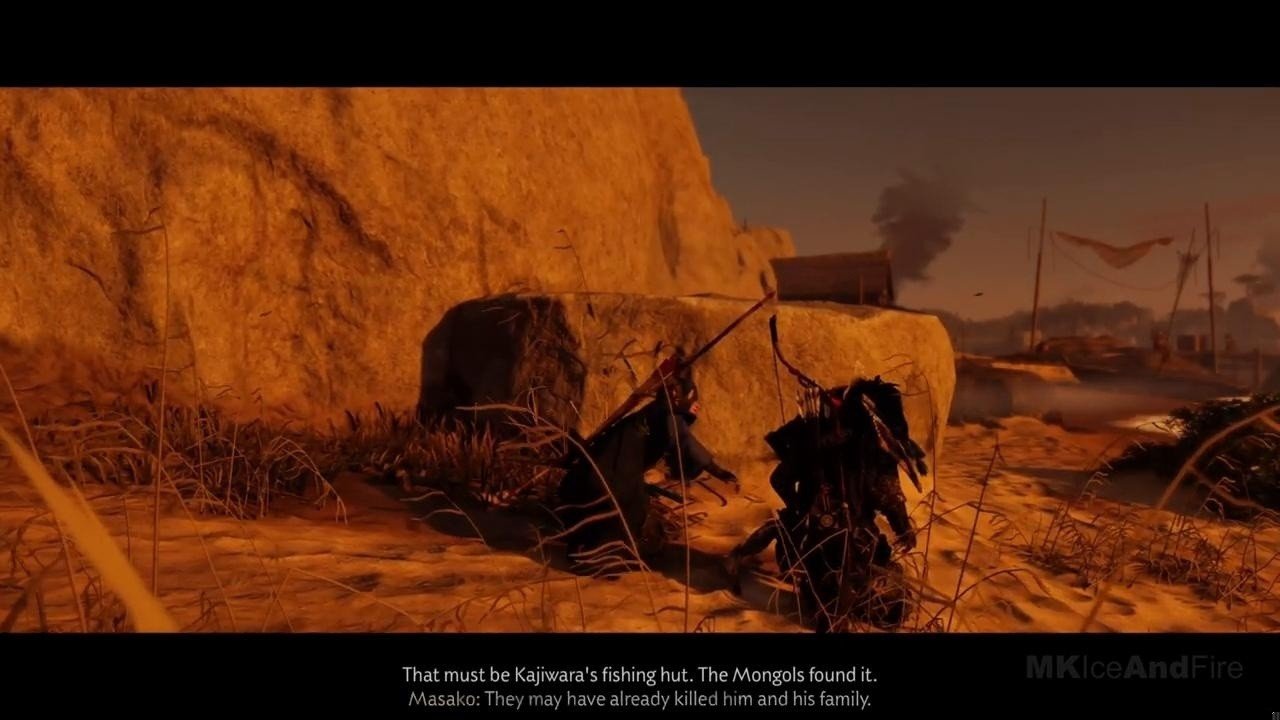 That must be Kajiwara's fishing hut. The Mongols found it.
Masako: They may have already killed him and his family.
MKIceAndFire